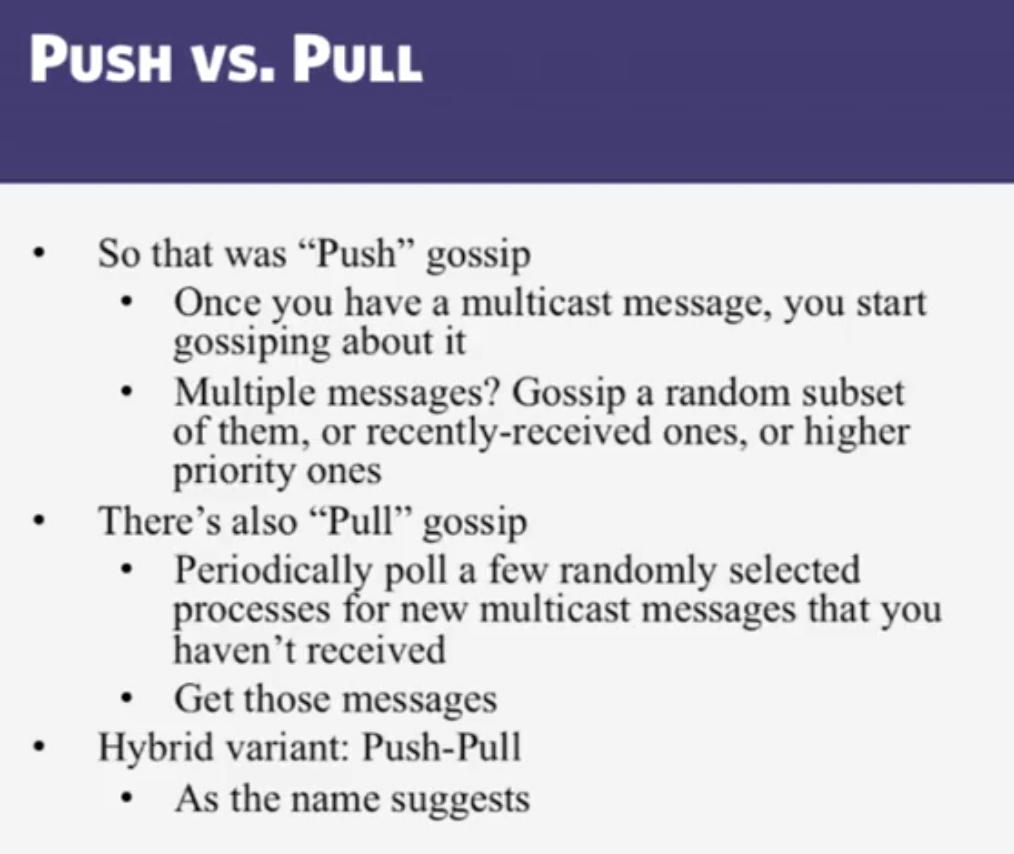 PUSH VS. PULL
• So that was “Push” gossip
• Once you have a multicast message, you start
gossiping about it
• Multiple messages? Gossip a random subset
of them, or recently-received ones, or higher
priority ones
• There’s also “Pull” gossip
• Periodically poll a few randomly selected
processes for new multicast messages that you
haven’t received
• Get those messages
• Hybrid variant: Push-Pull
• As the name suggests